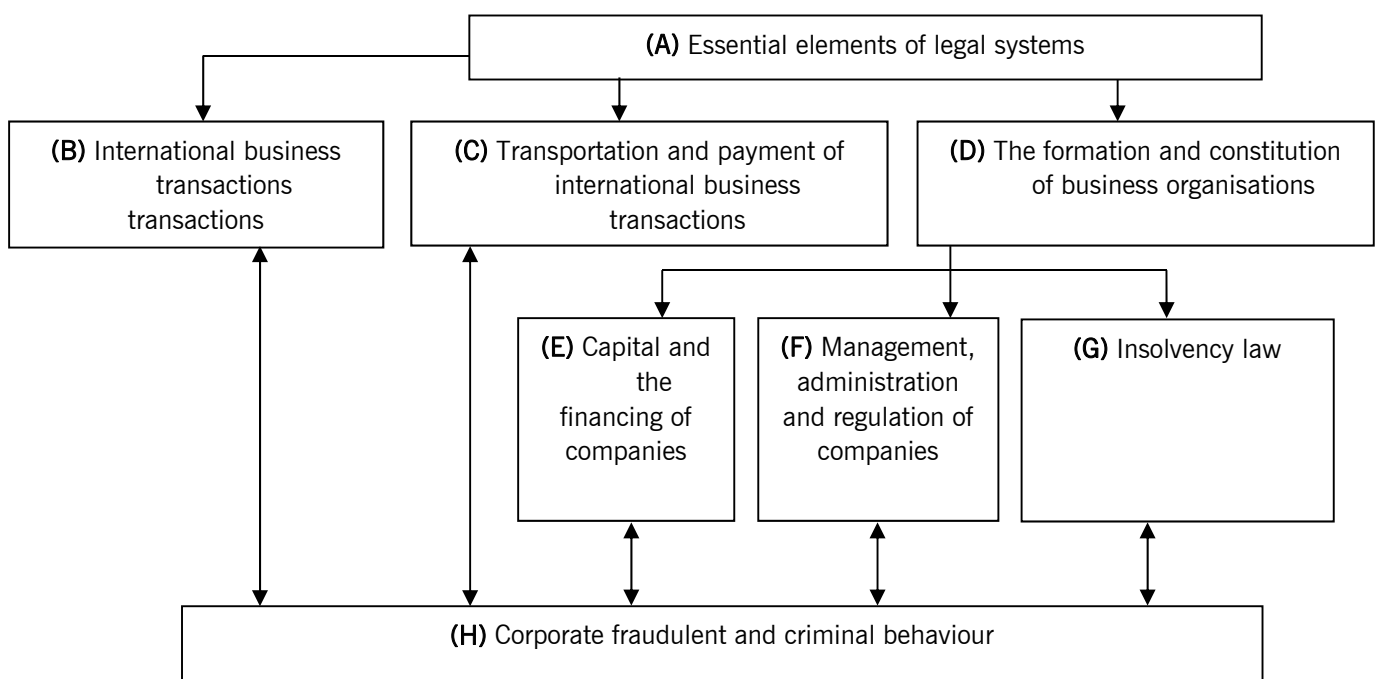 (A) Essential elements of legal systems
(B) International business
transactions
transactions
(C) Transportation and payment of
international business
transactions
(D) The formation and constitution
of business organisations
(E) Capital and
the
financing of
companies
(F) Management,
administration
and regulation of
companies
(G) Insolvency law
(H) Corporate fraudulent and criminal behaviour